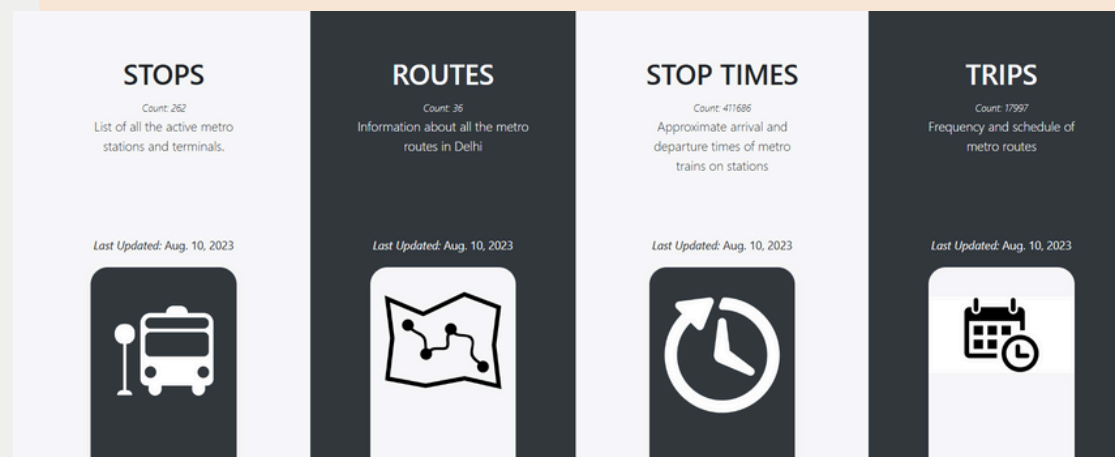 STOPS
Count: 262
List of all the active metro
stations and terminals.
Last Updated: Aug. 10, 2023
ROUTES
Count: 36
Information about all the metro
routes in Delhi
Last Updated: Aug. 10, 2023
STOP TIMES
Count: 411686
Approximate arrival and
departure times of metro
trains on stations
Last Updated: Aug. 10, 2023
TRIPS
Count: 17997
Frequency and schedule of
metro routes
Last Updated: Aug. 10, 2023